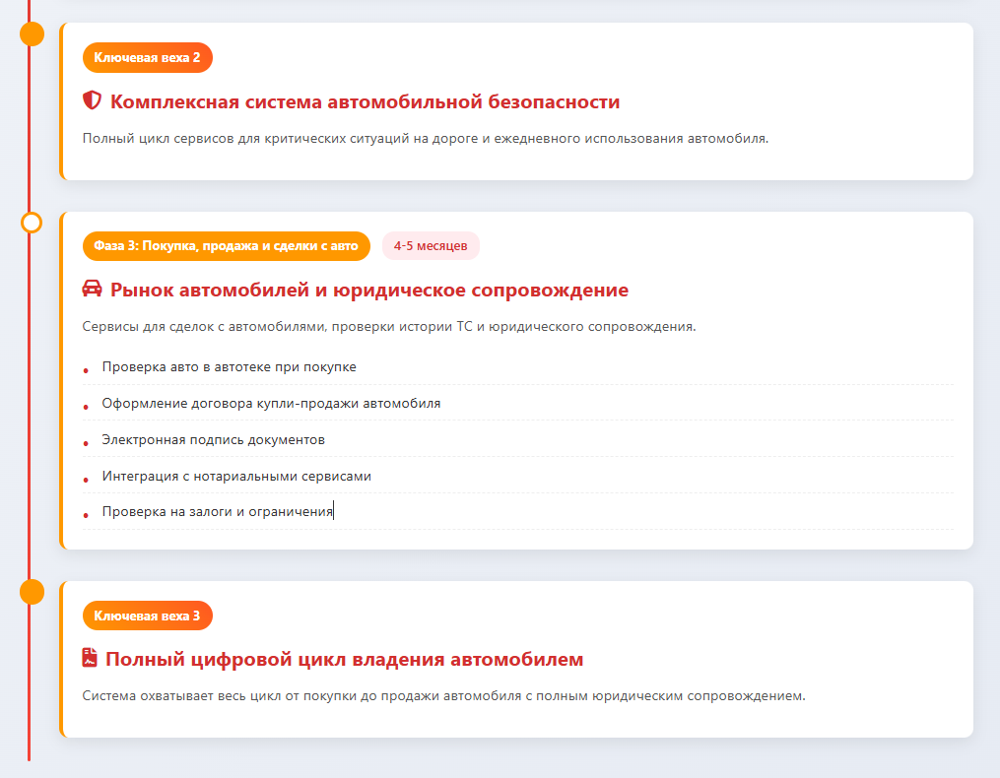 Ключевая веха 2
Комплексная система автомобильной безопасности
Полный цикл сервисов для критических ситуаций на дороге и ежедневного использования автомобиля.
Фаза 3: Покупка, продажа и сделки с авто 4-5 месяцев
Рынок автомобилей и юридическое сопровождение
Сервисы для сделок с автомобилями, проверки истории ТС и юридического сопровождения.
• Проверка авто в автотеке при покупке
• Оформление договора купли-продажи автомобиля
• Электронная подпись документов
• Интеграция с нотариальными сервисами
• Проверка на залоги и ограничения
Ключевая веха 3
Полный цифровой цикл владения автомобилем
Система охватывает весь цикл от покупки до продажи автомобиля с полным юридическим сопровождением.